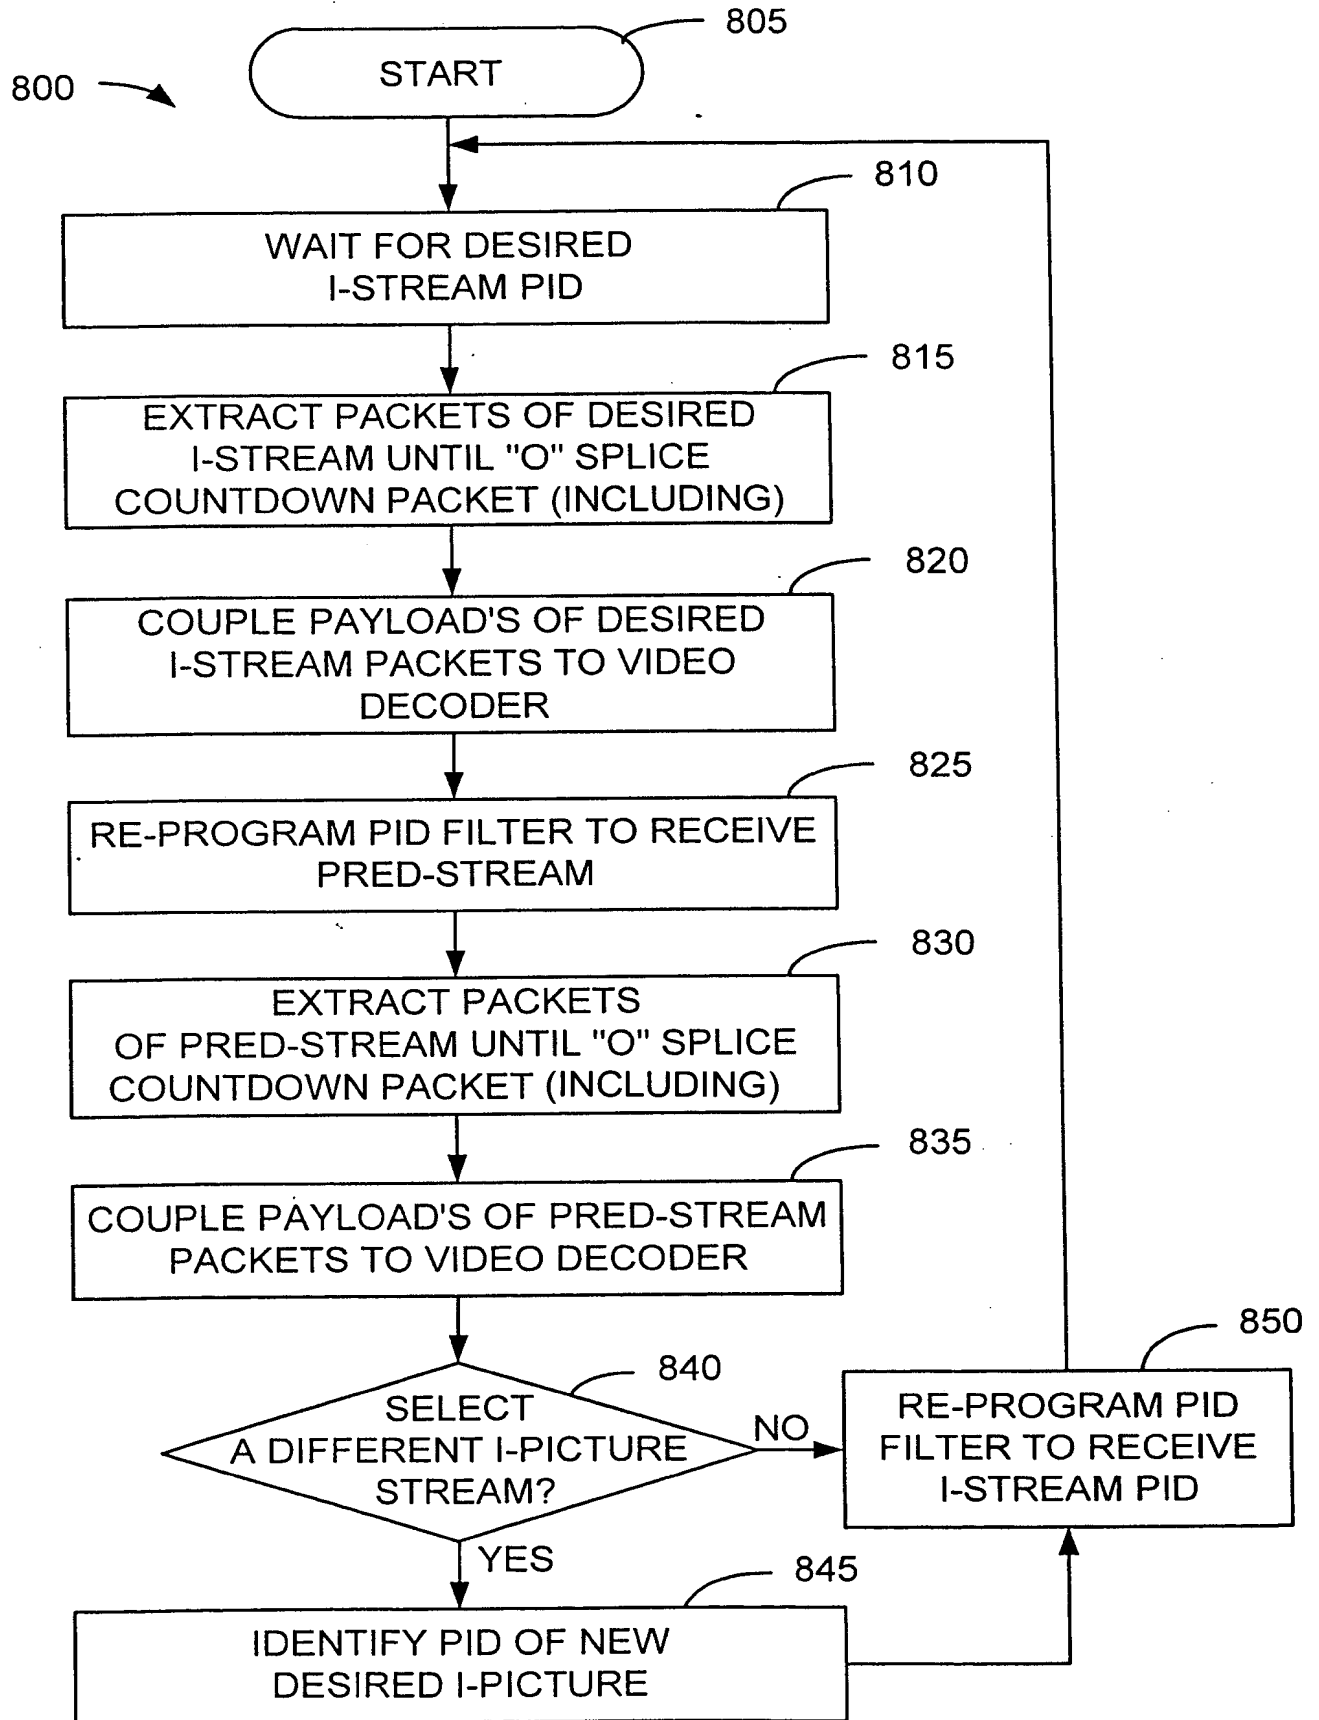 805
START
800
810
WAIT FOR DESIRED
I-STREAM PID
815
EXTRACT PACKETS OF DESIRED
I-STREAM UNTIL "O" SPLICE
COUNTDOWN PACKET (INCLUDING)
820
COUPLE PAYLOAD'S OF DESIRED
I-STREAM PACKETS TO VIDEO
DECODER
825
RE-PROGRAM PID FILTER TO RECEIVE
PRED-STREAM
830
EXTRACT PACKETS
OF PRED-STREAM UNTIL "O" SPLICE
COUNTDOWN PACKET (INCLUDING)
835
COUPLE PAYLOAD'S OF PRED-STREAM
PACKETS TO VIDEO DECODER
840
SELECT
A DIFFERENT I-PICTURE
STREAM?
NO
850
RE-PROGRAM PID
FILTER TO RECEIVE
I-STREAM PID
YES
845
IDENTIFY PID OF NEW
DESIRED I-PICTURE